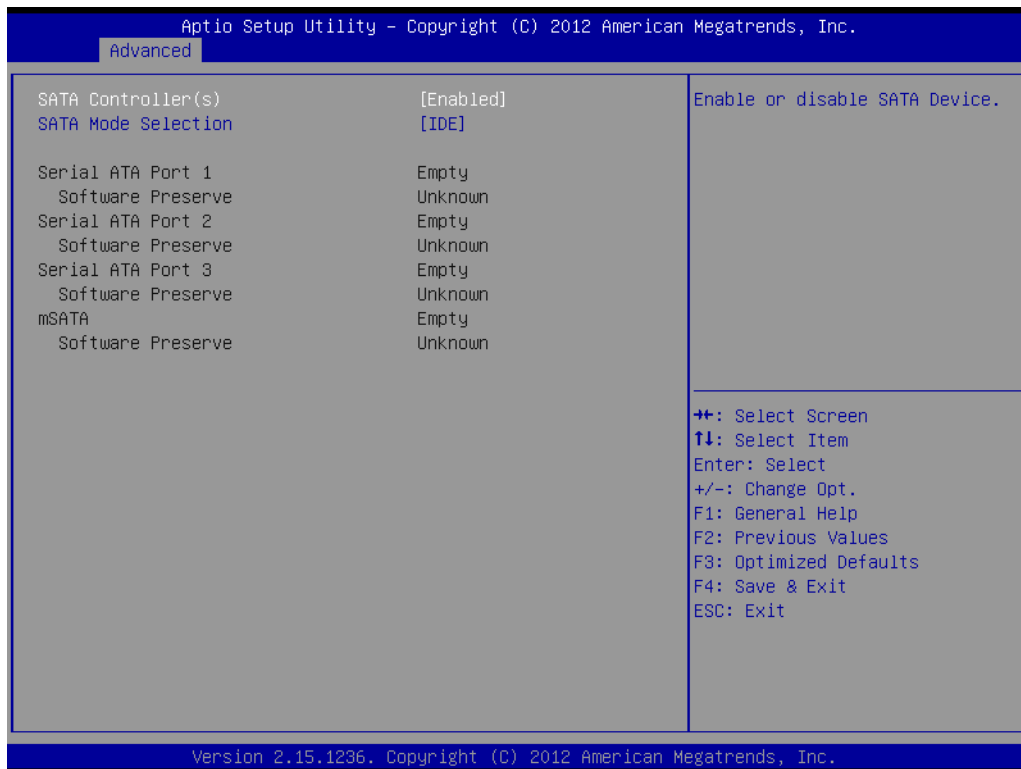 Aptio Setup Utility – Copyright (C) 2012 American Megatrends, Inc.
Advanced
SATA Controller(s) [Enabled]
SATA Mode Selection [IDE]
Serial ATA Port 1 Empty
Software Preserve Unknown
Serial ATA Port 2 Empty
Software Preserve Unknown
Serial ATA Port 3 Empty
Software Preserve Unknown
mSATA Empty
Software Preserve Unknown
Enable or disable SATA Device.
→←: Select Screen
↑↓: Select Item
Enter: Select
+/-: Change Opt.
F1: General Help
F2: Previous Values
F3: Optimized Defaults
F4: Save & Exit
ESC: Exit
Version 2.15.1236. Copyright (C) 2012 American Megatrends, Inc.